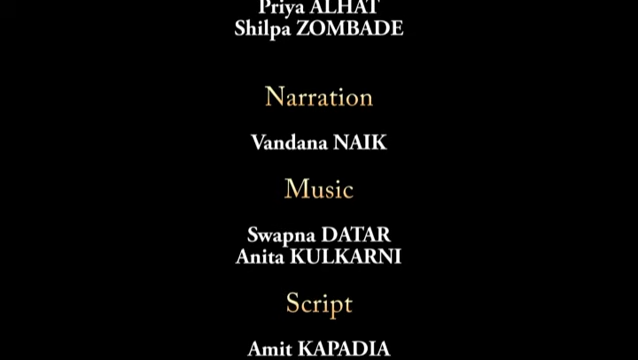 Priya ALHAT
Shilpa ZOMBADE
Narration
Vandana NAIK
Music
Swapna DATAR
Anita KULKARNI
Script
Amit KAPADIA